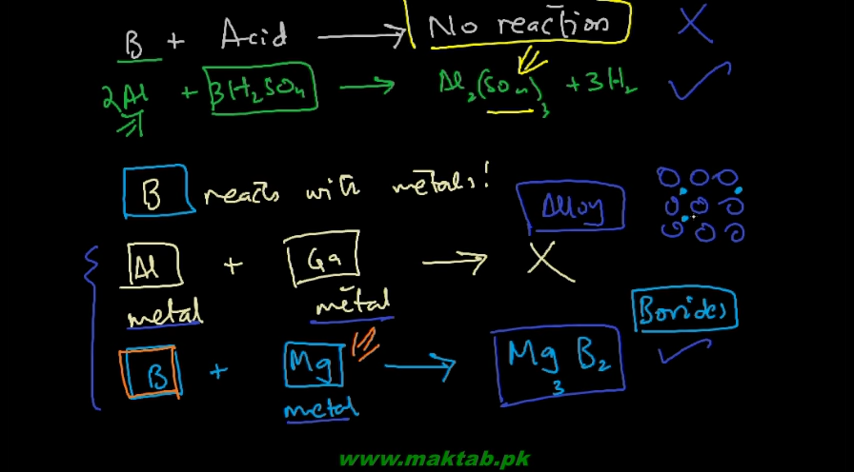 B + Acid → No reaction X
2Al + 3H₂SO₄ → Al₂(SO₄)₃ + 3H₂ ✓
B reacts with metals!
Alloy
Al + Ga → X
metal metal
Borides
B + Mg → Mg₃B₂ ✓
metal
www.maktab.pk